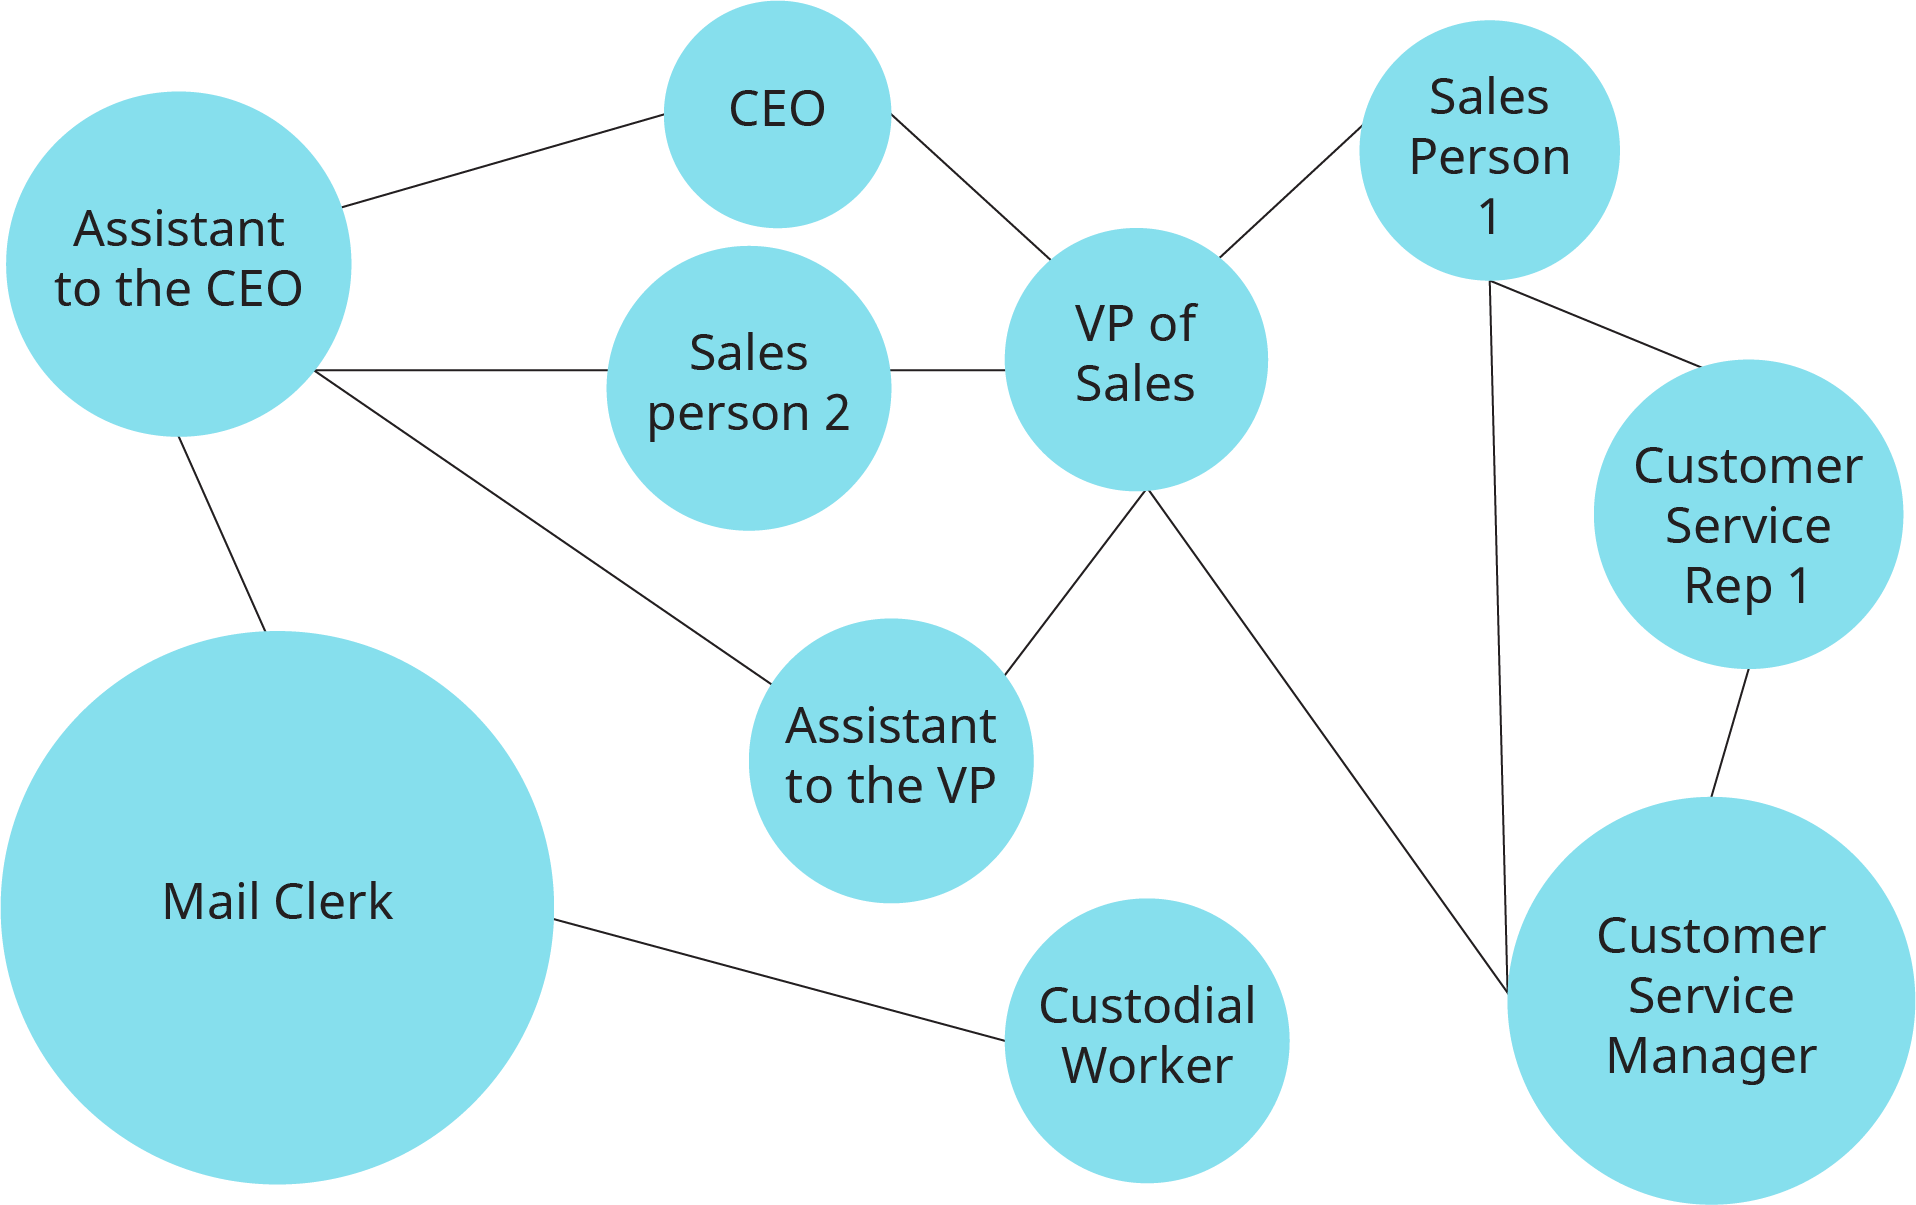 CEO
Sales
Person
1
Assistant
to the CEO
Sales
person 2
VP of
Sales
Customer
Service
Rep 1
Assistant
to the VP
Mail Clerk
Custodial
Worker
Customer
Service
Manager